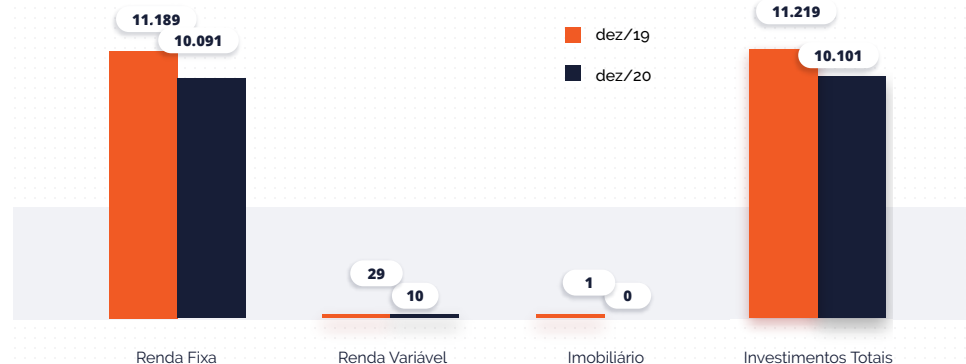 11.189
10.091
dez/19
dez/20
11.219
10.101
29
10
1
0
Renda Fixa
Renda Variável
Imobiliário
Investimentos Totais